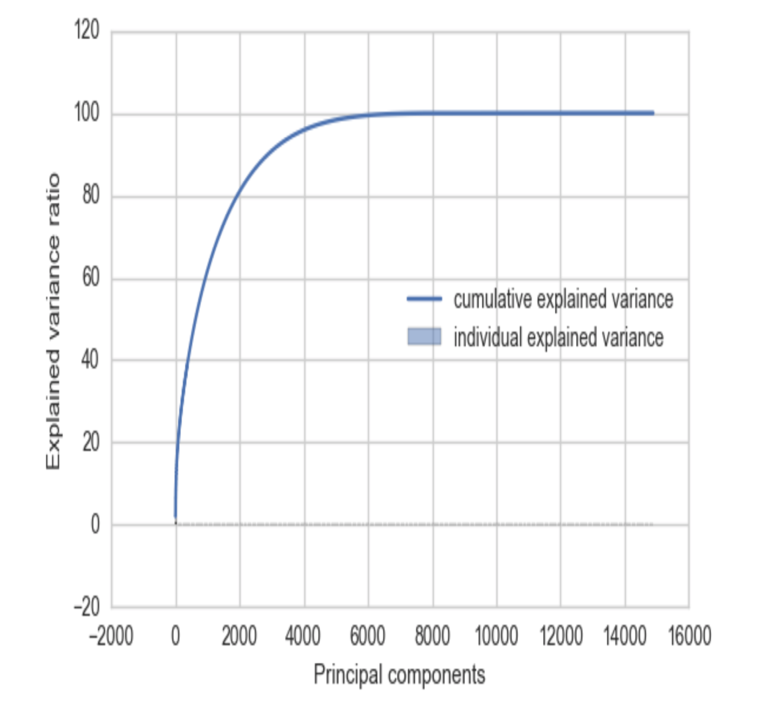 120
100
80
60
40
20
0
−20
Explained variance ratio
cumulative explained variance
individual explained variance
−2000 0 2000 4000 6000 8000 10000 12000 14000 16000
Principal components